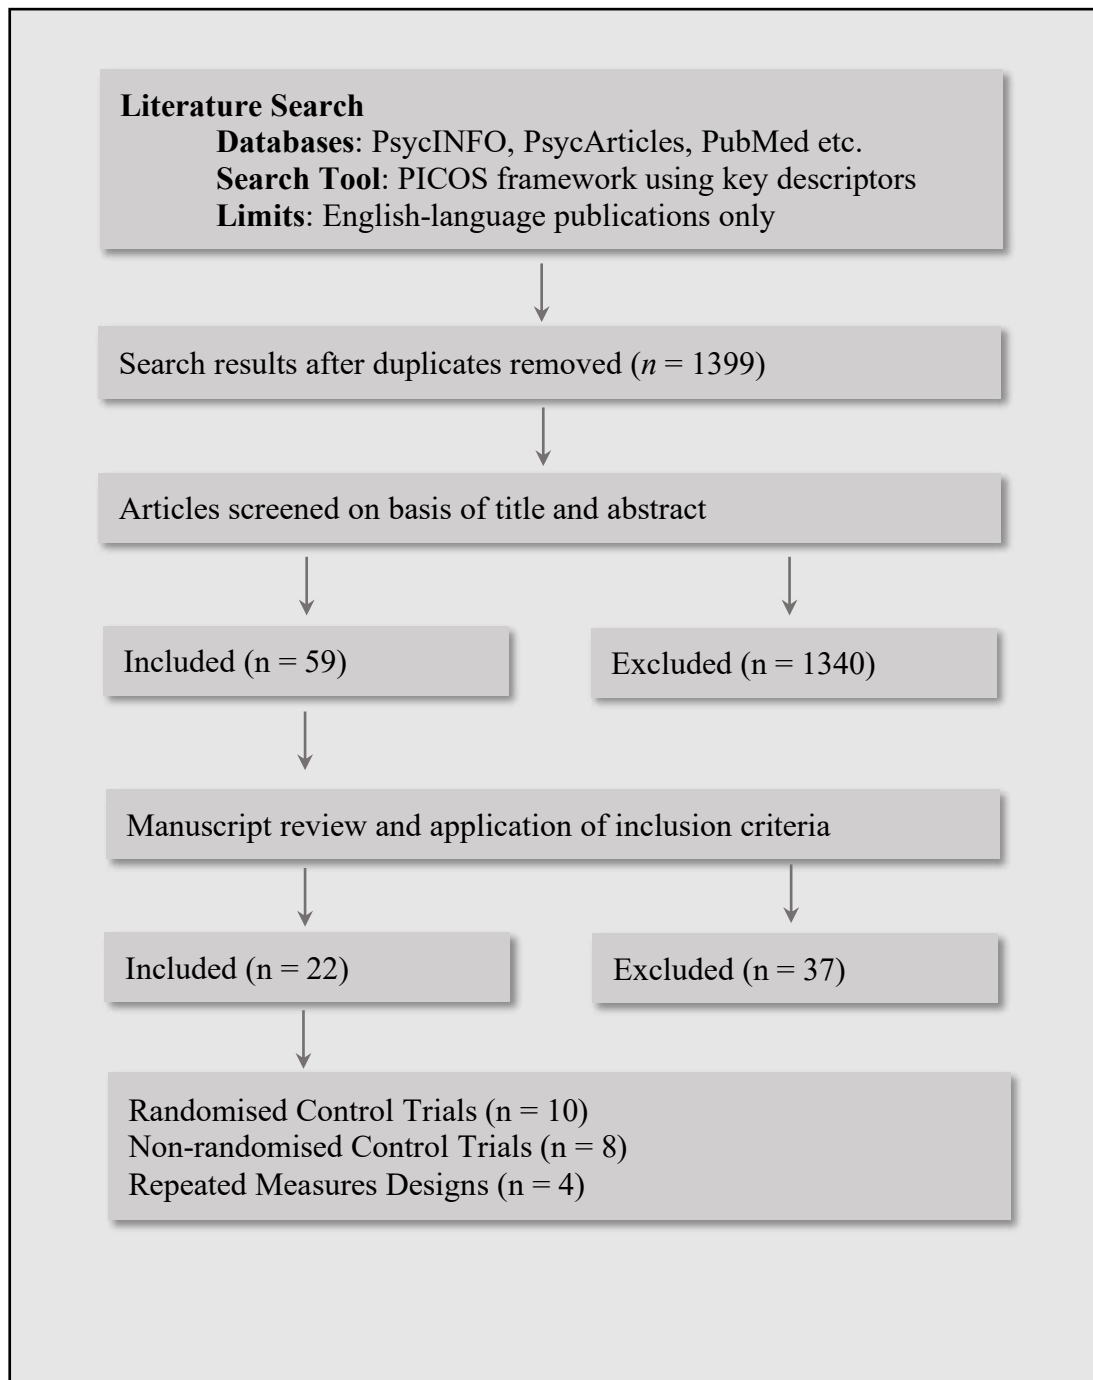 Literature Search
Databases: PsycINFO, PsycArticles, PubMed etc.
Search Tool: PICOS framework using key descriptors
Limits: English-language publications only
Search results after duplicates removed (n = 1399)
Articles screened on basis of title and abstract
Included (n = 59)
Excluded (n = 1340)
Manuscript review and application of inclusion criteria
Included (n = 22)
Excluded (n = 37)
Randomised Control Trials (n = 10)
Non-randomised Control Trials (n = 8)
Repeated Measures Designs (n = 4)